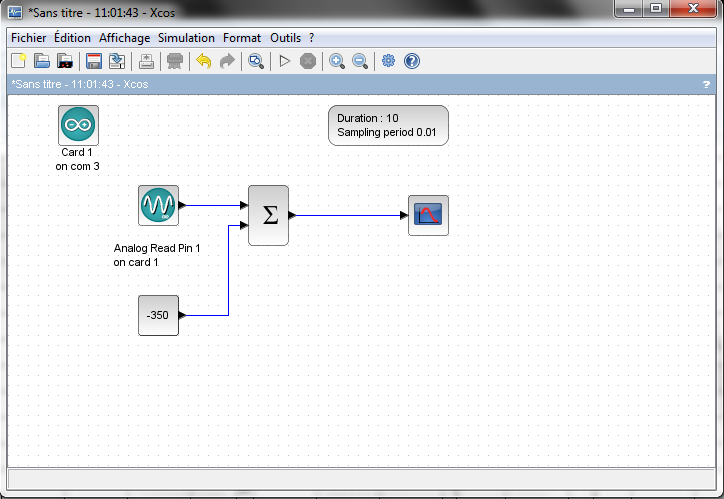 *Sans titre - 11:01:43 - Xcos
Fichier Édition Affichage Simulation Format Outils ?
*Sans titre - 11:01:43 - Xcos ?
Card 1
on com 3
Duration : 10
Sampling period 0.01
Σ
Analog Read Pin 1
on card 1
-350